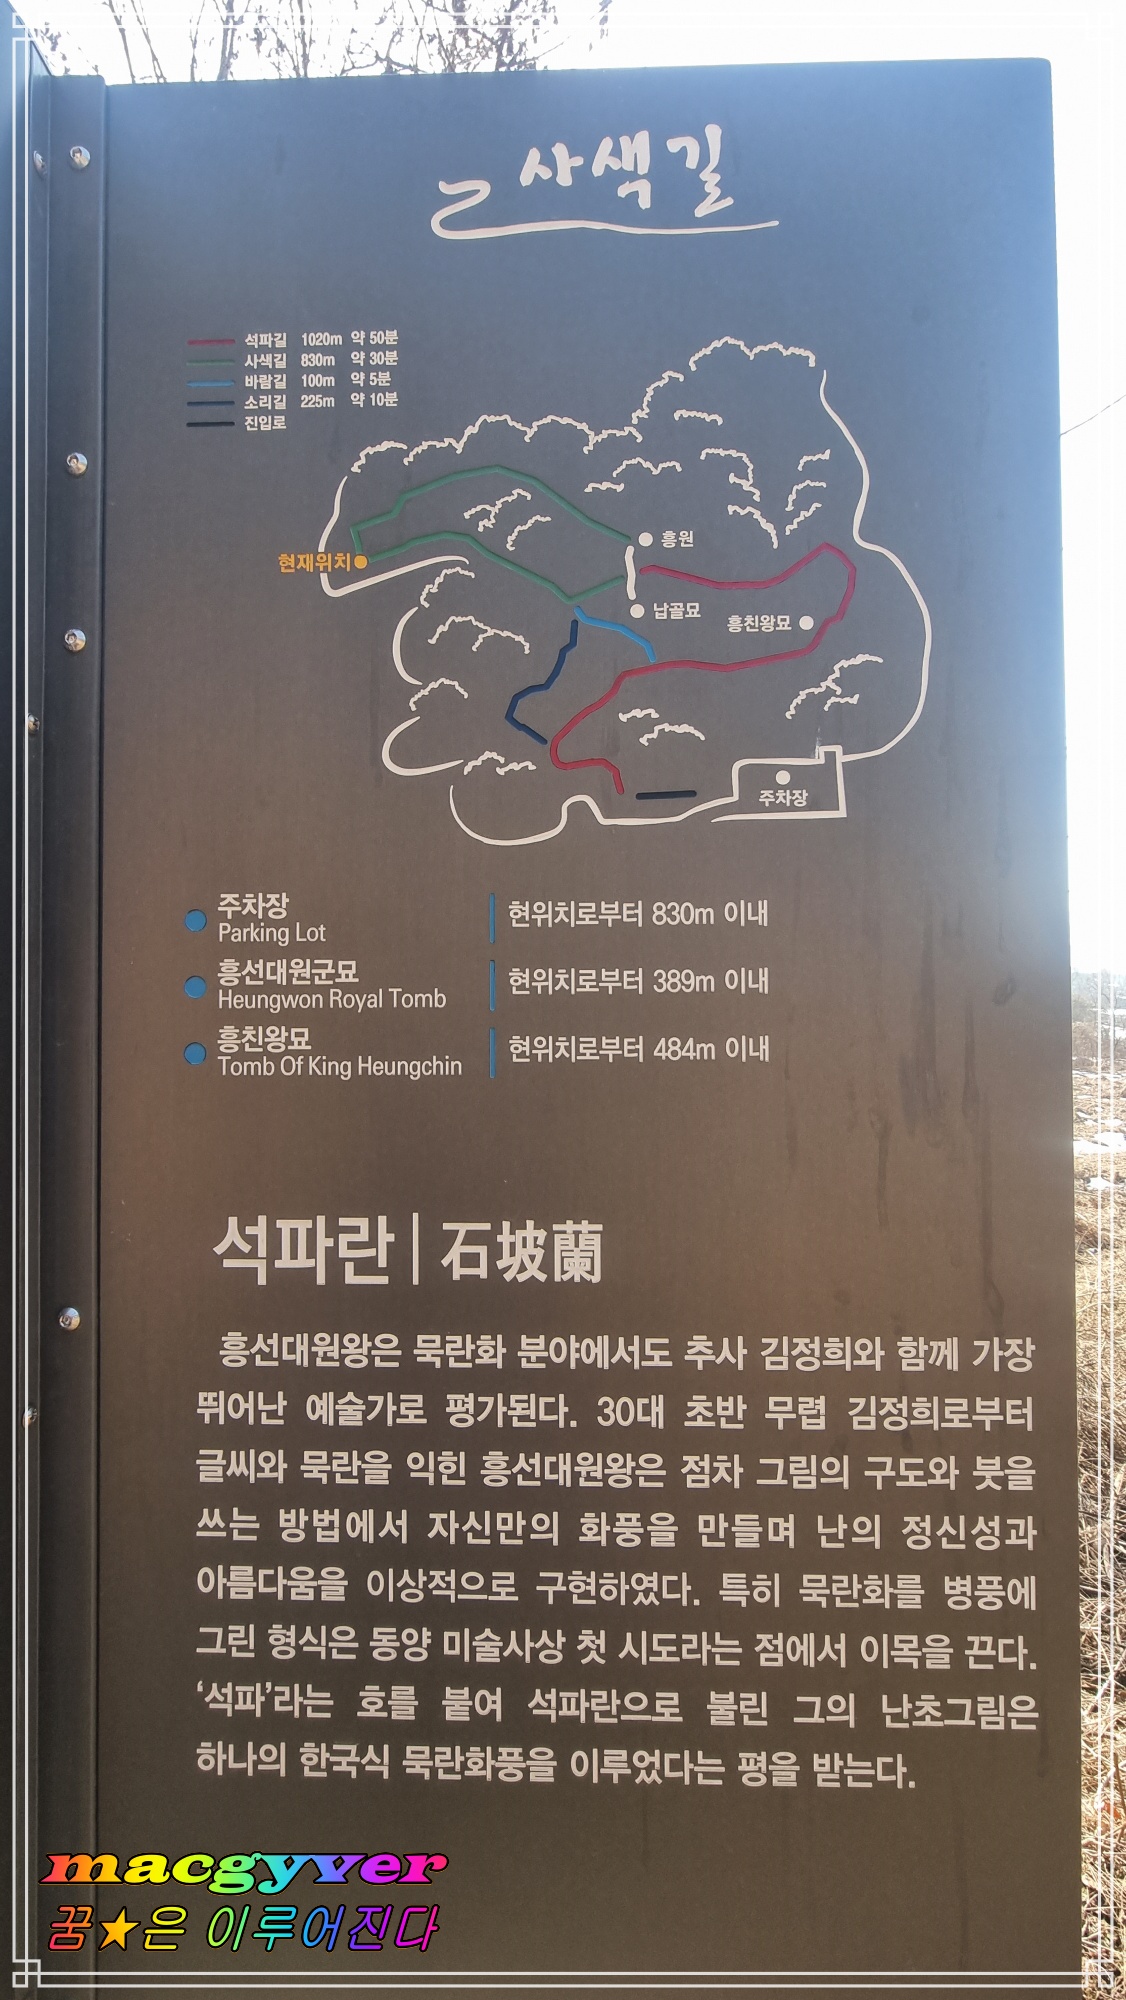 사색길
석파길 1020m 약 50분
사색길 830m 약 30분
바람길 100m 약 5분
소리길 225m 약 10분
진입로
흥원
현재위치
납골묘
흥친왕묘
주차장
주차장
Parking Lot
현위치로부터 830m 이내
흥선대원군묘
Heungwon Royal Tomb
현위치로부터 389m 이내
흥친왕묘
Tomb Of King Heungchin
현위치로부터 484m 이내
석파란 | 石坡蘭
흥선대원왕은 묵란화 분야에서도 추사 김정희와 함께 가장
뛰어난 예술가로 평가된다. 30대 초반 무렵 김정희로부터
글씨와 묵란을 익힌 흥선대원왕은 점차 그림의 구도와 붓을
쓰는 방법에서 자신만의 화풍을 만들며 난의 정신성과
아름다움을 이상적으로 구현하였다. 특히 묵란화를 병풍에
그린 형식은 동양 미술사상 첫 시도라는 점에서 이목을 끈다.
‘석파’라는 호를 붙여 석파란으로 불린 그의 난초그림은
하나의 한국식 묵란화풍을 이루었다는 평을 받는다.
macgyver
꿈★은 이루어진다